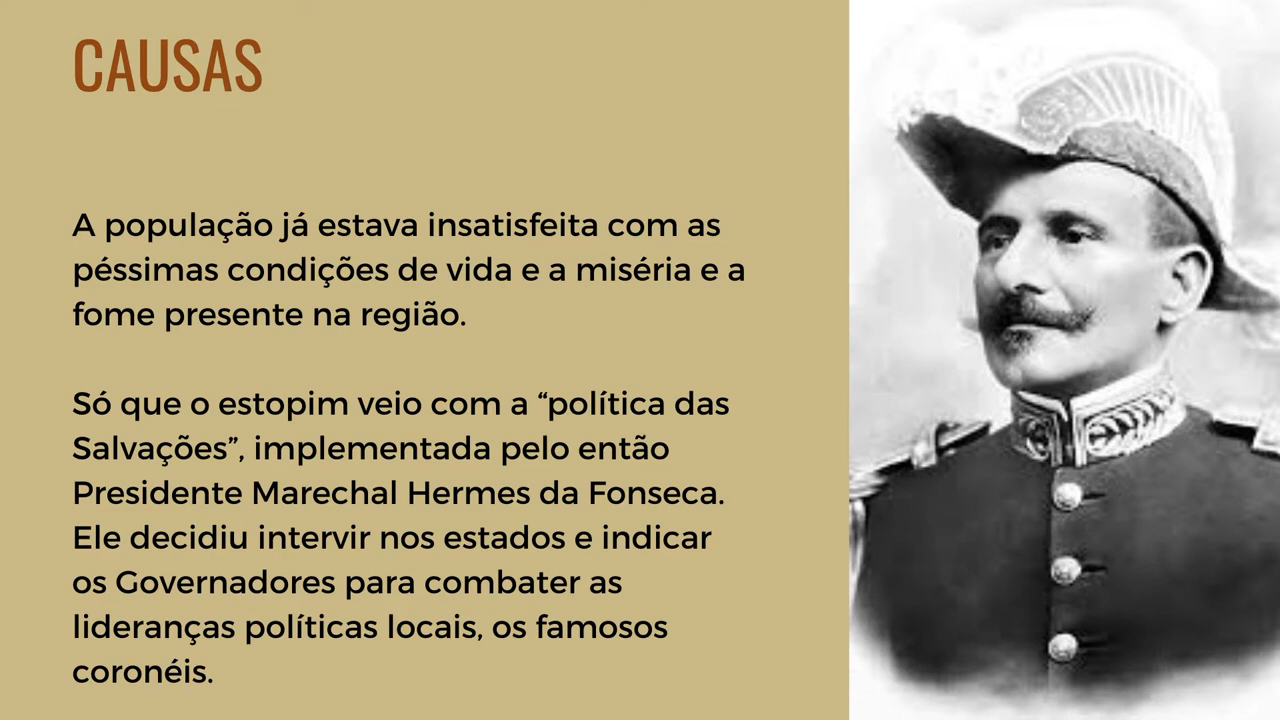 CAUSAS
A população já estava insatisfeita com as
péssimas condições de vida e a miséria e a
fome presente na região.
Só que o estopim veio com a “política das
Salvações”, implementada pelo então
Presidente Marechal Hermes da Fonseca.
Ele decidiu intervir nos estados e indicar
os Governadores para combater as
lideranças políticas locais, os famosos
coronéis.